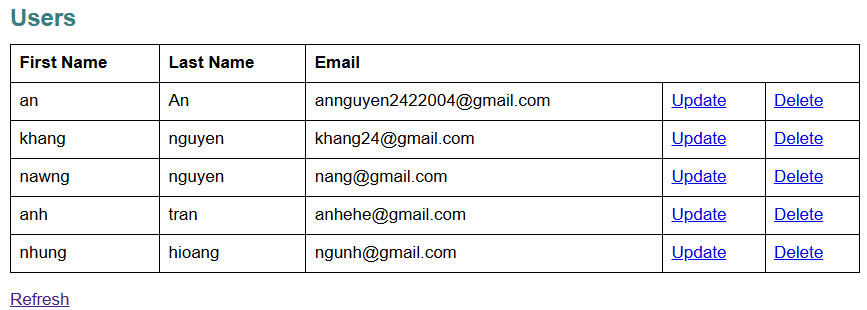 Users
First Name Last Name Email
an An annguyen2422004@gmail.com Update Delete
khang nguyen khang24@gmail.com Update Delete
nawng nguyen nang@gmail.com Update Delete
anh tran anhehe@gmail.com Update Delete
nhung hioang ngunh@gmail.com Update Delete
Refresh